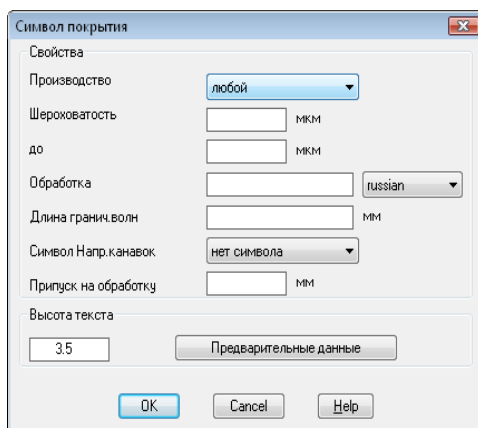 Символ покрытия
Свойства
Производство любой
Шероховатость мкм
до мкм
Обработка russian
Длина гранич.волн мм
Символ Напр.канавок нет символа
Припуск на обработку мм
Высота текста
3.5 Предварительные данные
OK Cancel Help